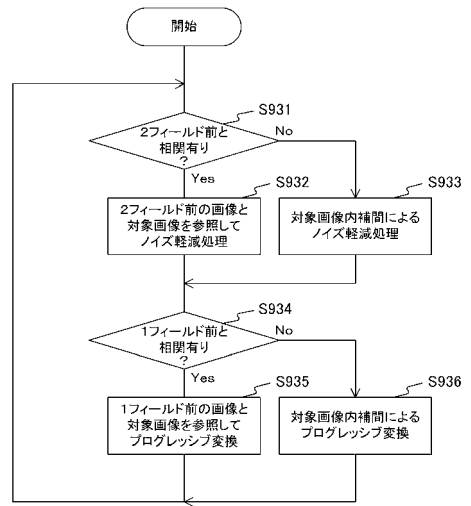 開始
S931
2フィールド前と
相関有り
?
No
Yes
S932
2フィールド前の画像と
対象画像を参照して
ノイズ軽減処理
S933
対象画像内補間による
ノイズ軽減処理
S934
1フィールド前と
相関有り
?
No
Yes
S935
1フィールド前の画像と
対象画像を参照して
プログレッシブ変換
S936
対象画像内補間による
プログレッシブ変換